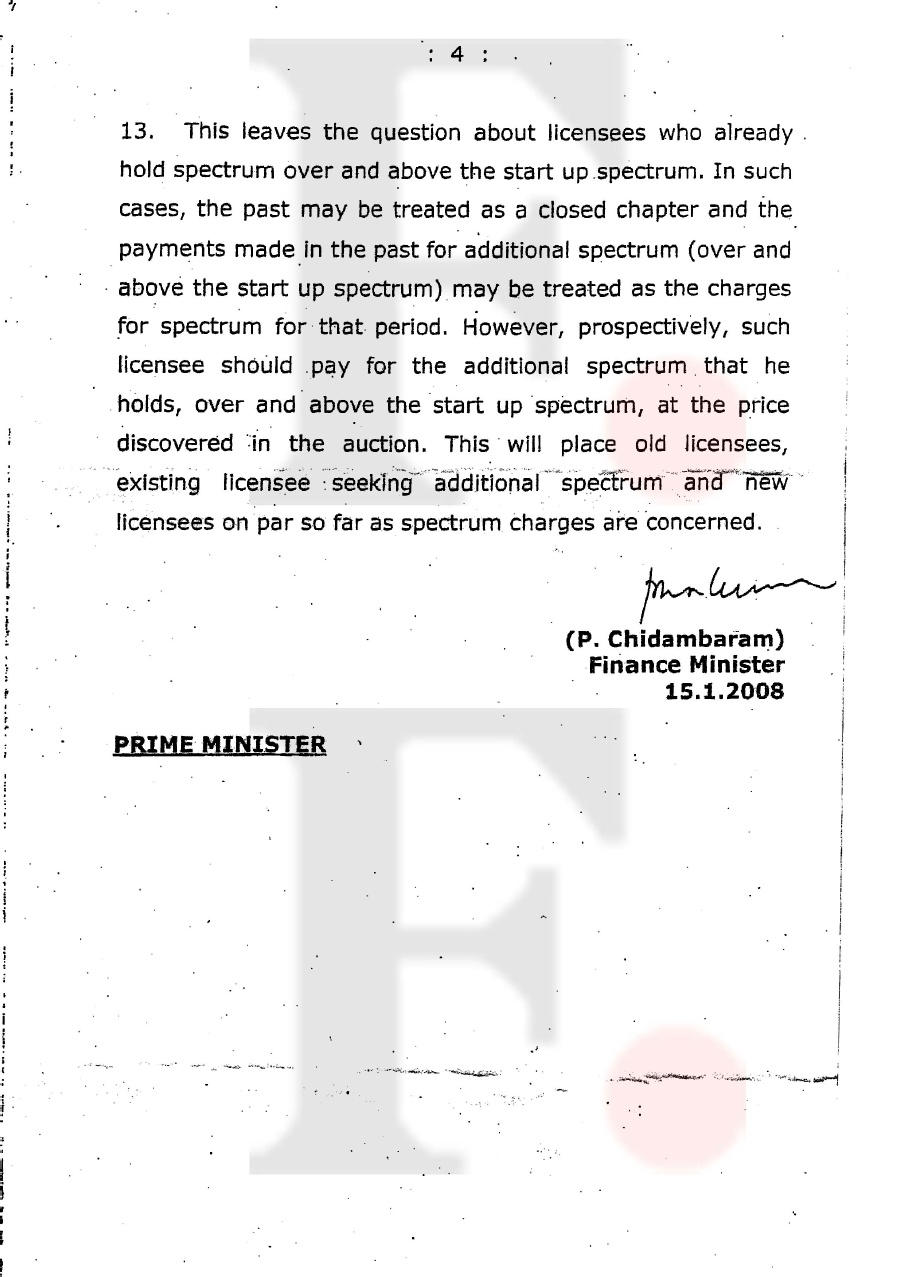 : 4 :
13. This leaves the question about licensees who already
hold spectrum over and above the start up spectrum. In such
cases, the past may be treated as a closed chapter and the
payments made in the past for additional spectrum (over and
above the start up spectrum) may be treated as the charges
for spectrum for that period. However, prospectively, such
licensee should pay for the additional spectrum that he
holds, over and above the start up spectrum, at the price
discovered in the auction. This will place old licensees,
existing licensee seeking additional spectrum and new
licensees on par so far as spectrum charges are concerned.
(P. Chidambaram)
Finance Minister
15.1.2008
PRIME MINISTER
F.
F.